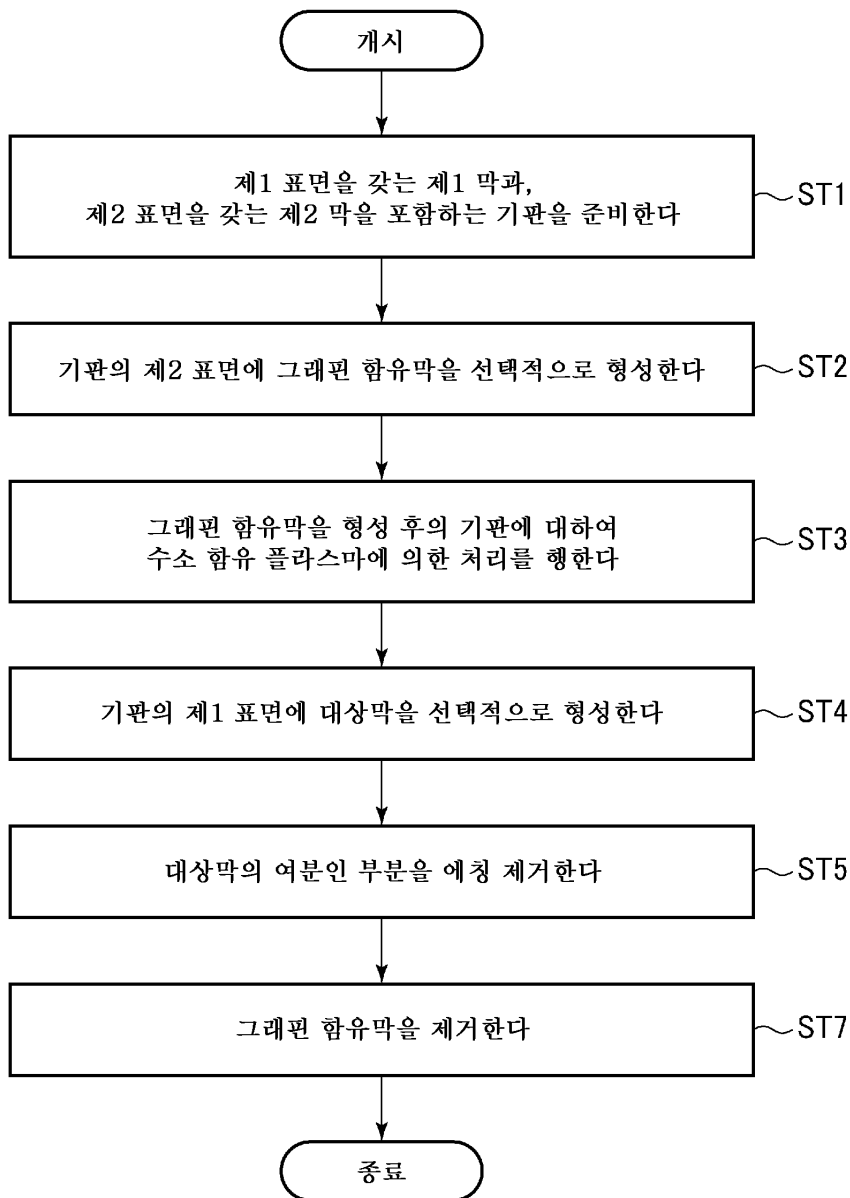 개시
제1 표면을 갖는 제1 막과,
제2 표면을 갖는 제2 막을 포함하는 기판을 준비한다
ST1
기판의 제2 표면에 그래핀 함유막을 선택적으로 형성한다
ST2
그래핀 함유막을 형성 후의 기판에 대하여
수소 함유 플라스마에 의한 처리를 행한다
ST3
기판의 제1 표면에 대상막을 선택적으로 형성한다
ST4
대상막의 여분인 부분을 에칭 제거한다
ST5
그래핀 함유막을 제거한다
ST7
종료